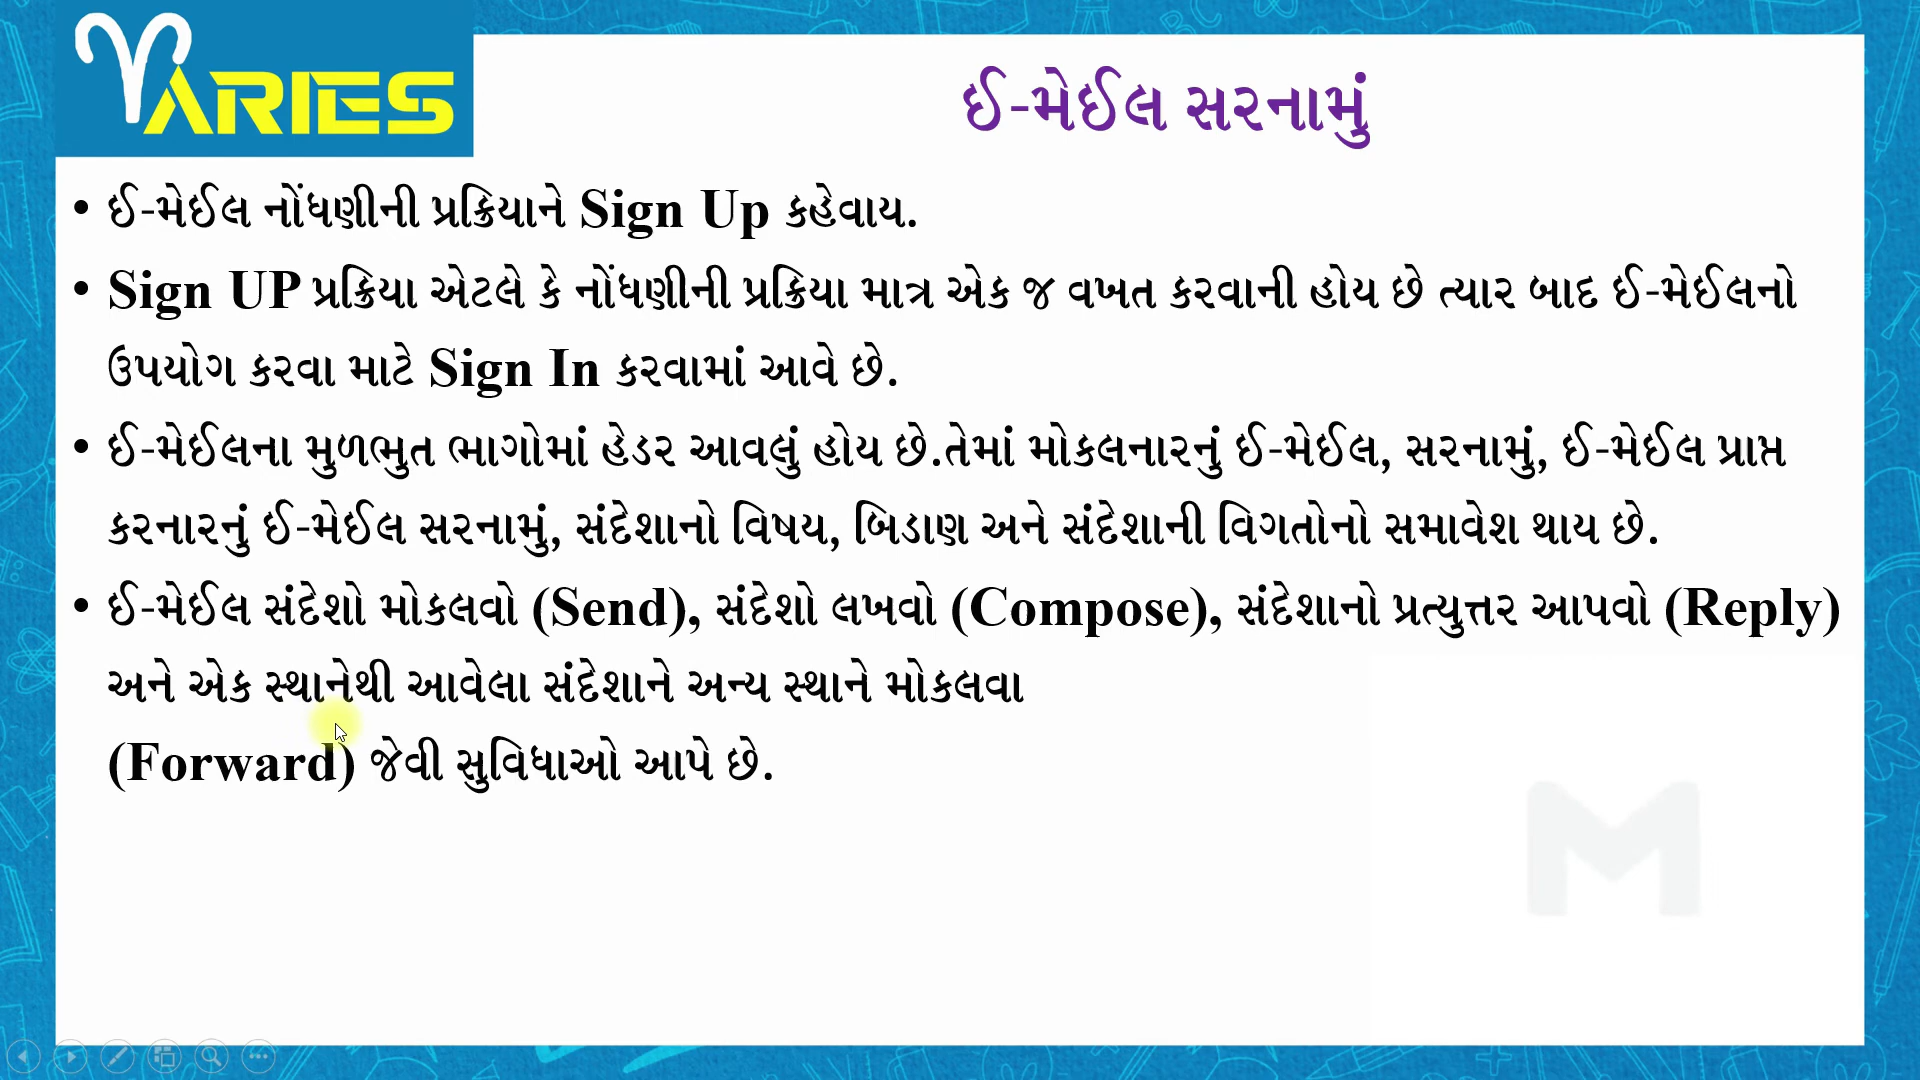 ARIES
ઈ-મેઈલ સરનામું
• ઈ-મેઈલ નોંધણીની પ્રક્રિયાને Sign Up કહેવાય.
• Sign UP પ્રક્રિયા એટલે કે નોંધણીની પ્રક્રિયા માત્ર એક જ વખત કરવાની હોય છે ત્યાર બાદ ઈ-મેઈલનો
ઉપયોગ કરવા માટે Sign In કરવામાં આવે છે.
• ઈ-મેઈલના મુળભુત ભાગોમાં હેડર આવલું હોય છે.તેમાં મોકલનારનું ઈ-મેઈલ, સરનામું, ઈ-મેઈલ પ્રાપ્ત
કરનારનું ઈ-મેઈલ સરનામું, સંદેશાનો વિષય, બિડાણ અને સંદેશાની વિગતોનો સમાવેશ થાય છે.
• ઈ-મેઈલ સંદેશો મોકલવો (Send), સંદેશો લખવો (Compose), સંદેશાનો પ્રત્યુત્તર આપવો (Reply)
અને એક સ્થાનેથી આવેલા સંદેશાને અન્ય સ્થાને મોકલવા
(Forward) જેવી સુવિધાઓ આપે છે.
M